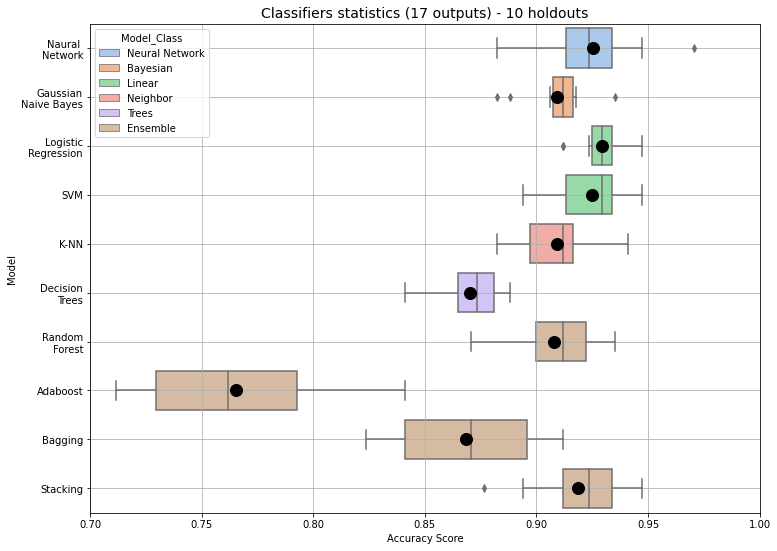 Classifiers statistics (17 outputs) - 10 holdouts
Model_Class
Neural Network
Bayesian
Linear
Neighbor
Trees
Ensemble
Model
Naural
Network
Gaussian
Naive Bayes
Logistic
Regression
SVM
K-NN
Decision
Trees
Random
Forest
Adaboost
Bagging
Stacking
0.70 0.75 0.80 0.85 0.90 0.95 1.00
Accuracy Score